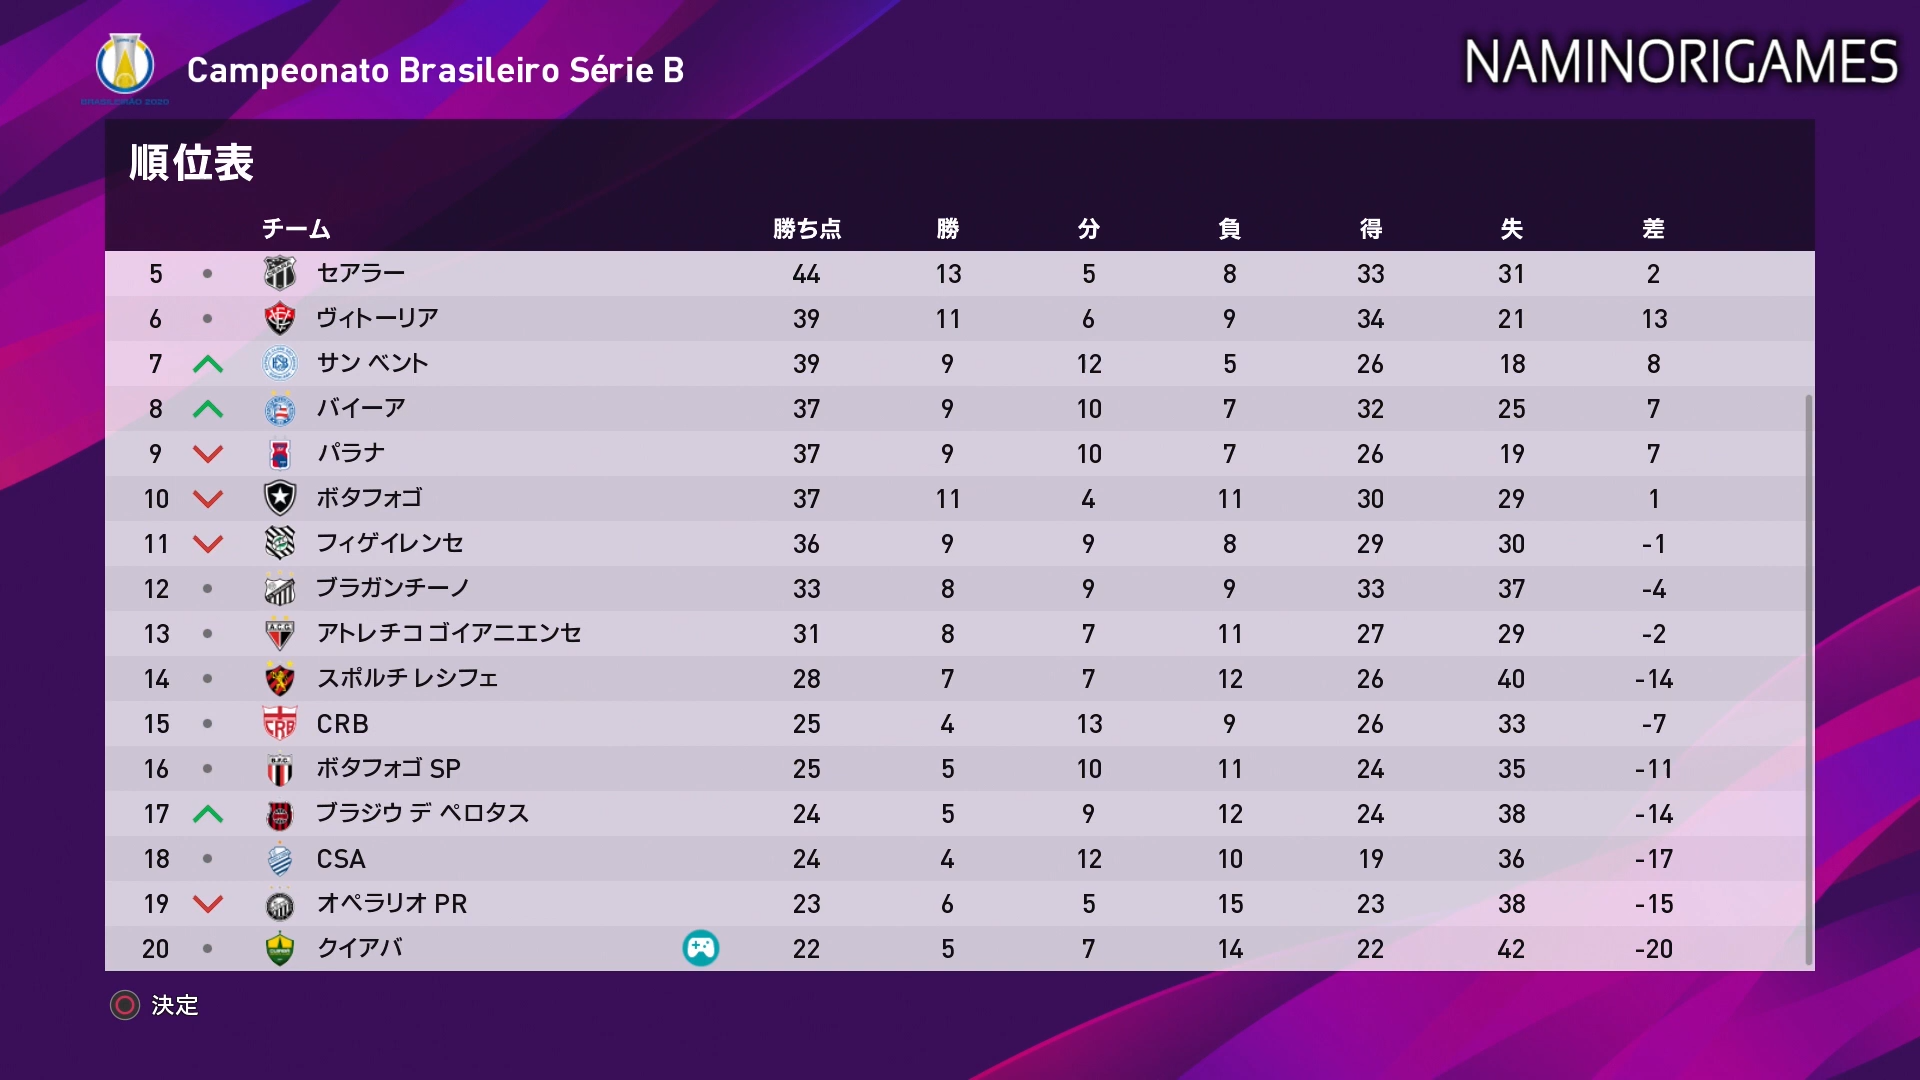 BRASILEIRÃO 2020
Campeonato Brasileiro Série B
NAMINORIGAMES
順位表
チーム 勝ち点 勝 分 負 得 失 差
5 セアラー 44 13 5 8 33 31 2
6 ヴィトーリア 39 11 6 9 34 21 13
7 サン ベント 39 9 12 5 26 18 8
8 バイーア 37 9 10 7 32 25 7
9 パラナ 37 9 10 7 26 19 7
10 ボタフォゴ 37 11 4 11 30 29 1
11 フィゲイレンセ 36 9 9 8 29 30 -1
12 ブラガンチーノ 33 8 9 9 33 37 -4
13 アトレチコ ゴイアニエンセ 31 8 7 11 27 29 -2
14 スポルチ レシフェ 28 7 7 12 26 40 -14
15 CRB 25 4 13 9 26 33 -7
16 ボタフォゴ SP 25 5 10 11 24 35 -11
17 ブラジウ デ ペロタス 24 5 9 12 24 38 -14
18 CSA 24 4 12 10 19 36 -17
19 オペラリオ PR 23 6 5 15 23 38 -15
20 クイアバ 22 5 7 14 22 42 -20
決定